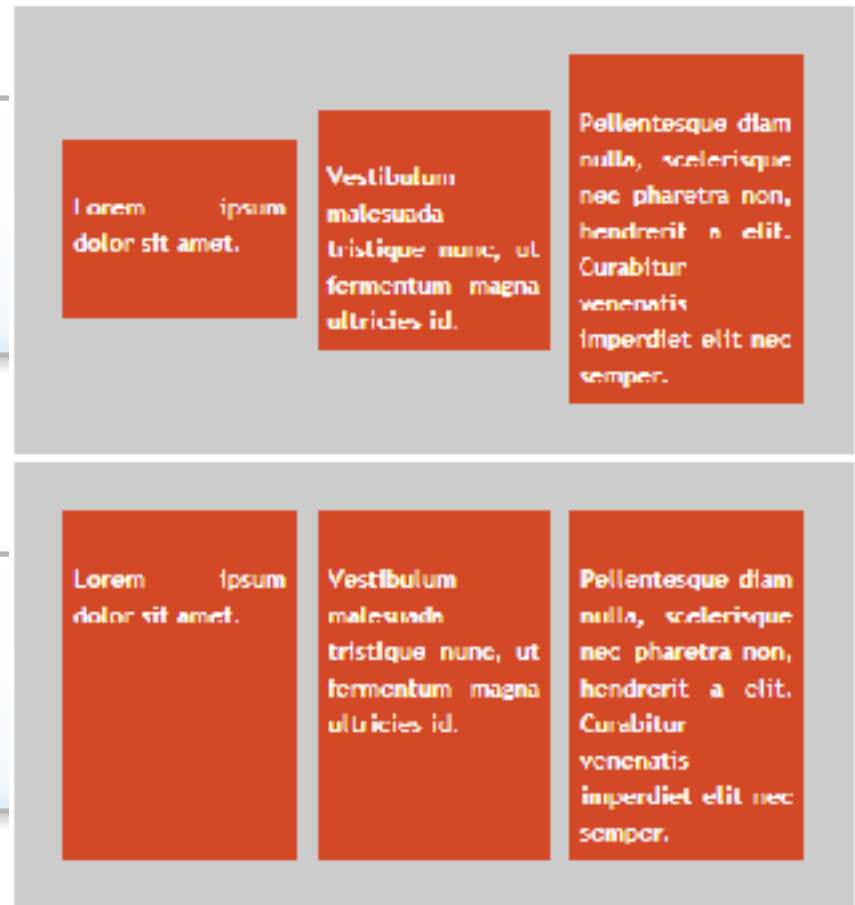 Lorem ipsum
dolor sit amet.
Vestibulum
malesuada
tristique nunc, ut
fermentum magna
ultricies id.
Pellentesque diam
nulla, scelerisque
nec pharetra non,
hendrerit a elit.
Curabitur
venenatis
imperdiet elit nec
semper.
Lorem ipsum
dolor sit amet.
Vestibulum
malesuada
tristique nunc, ut
fermentum magna
ultricies id.
Pellentesque diam
nulla, scelerisque
nec pharetra non,
hendrerit a elit.
Curabitur
venenatis
imperdiet elit nec
semper.